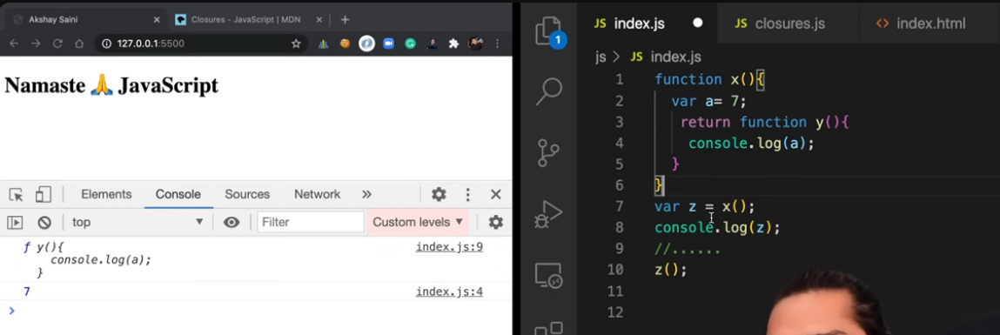 Akshay Saini
Closures - JavaScript | MDN
127.0.0.1:5500
Namaste 🙏 JavaScript
Elements Console Sources Network
top
Filter
Custom levels
f y(){
console.log(a);
}
index.js:9
7
index.js:4
1
JS index.js
JS closures.js
index.html
js > JS index.js
1 function x(){
2 var a= 7;
3 return function y(){
4 console.log(a);
5 }
6 }
7 var z = x();
8 console.log(z);
9 //......
10 z();
11
12